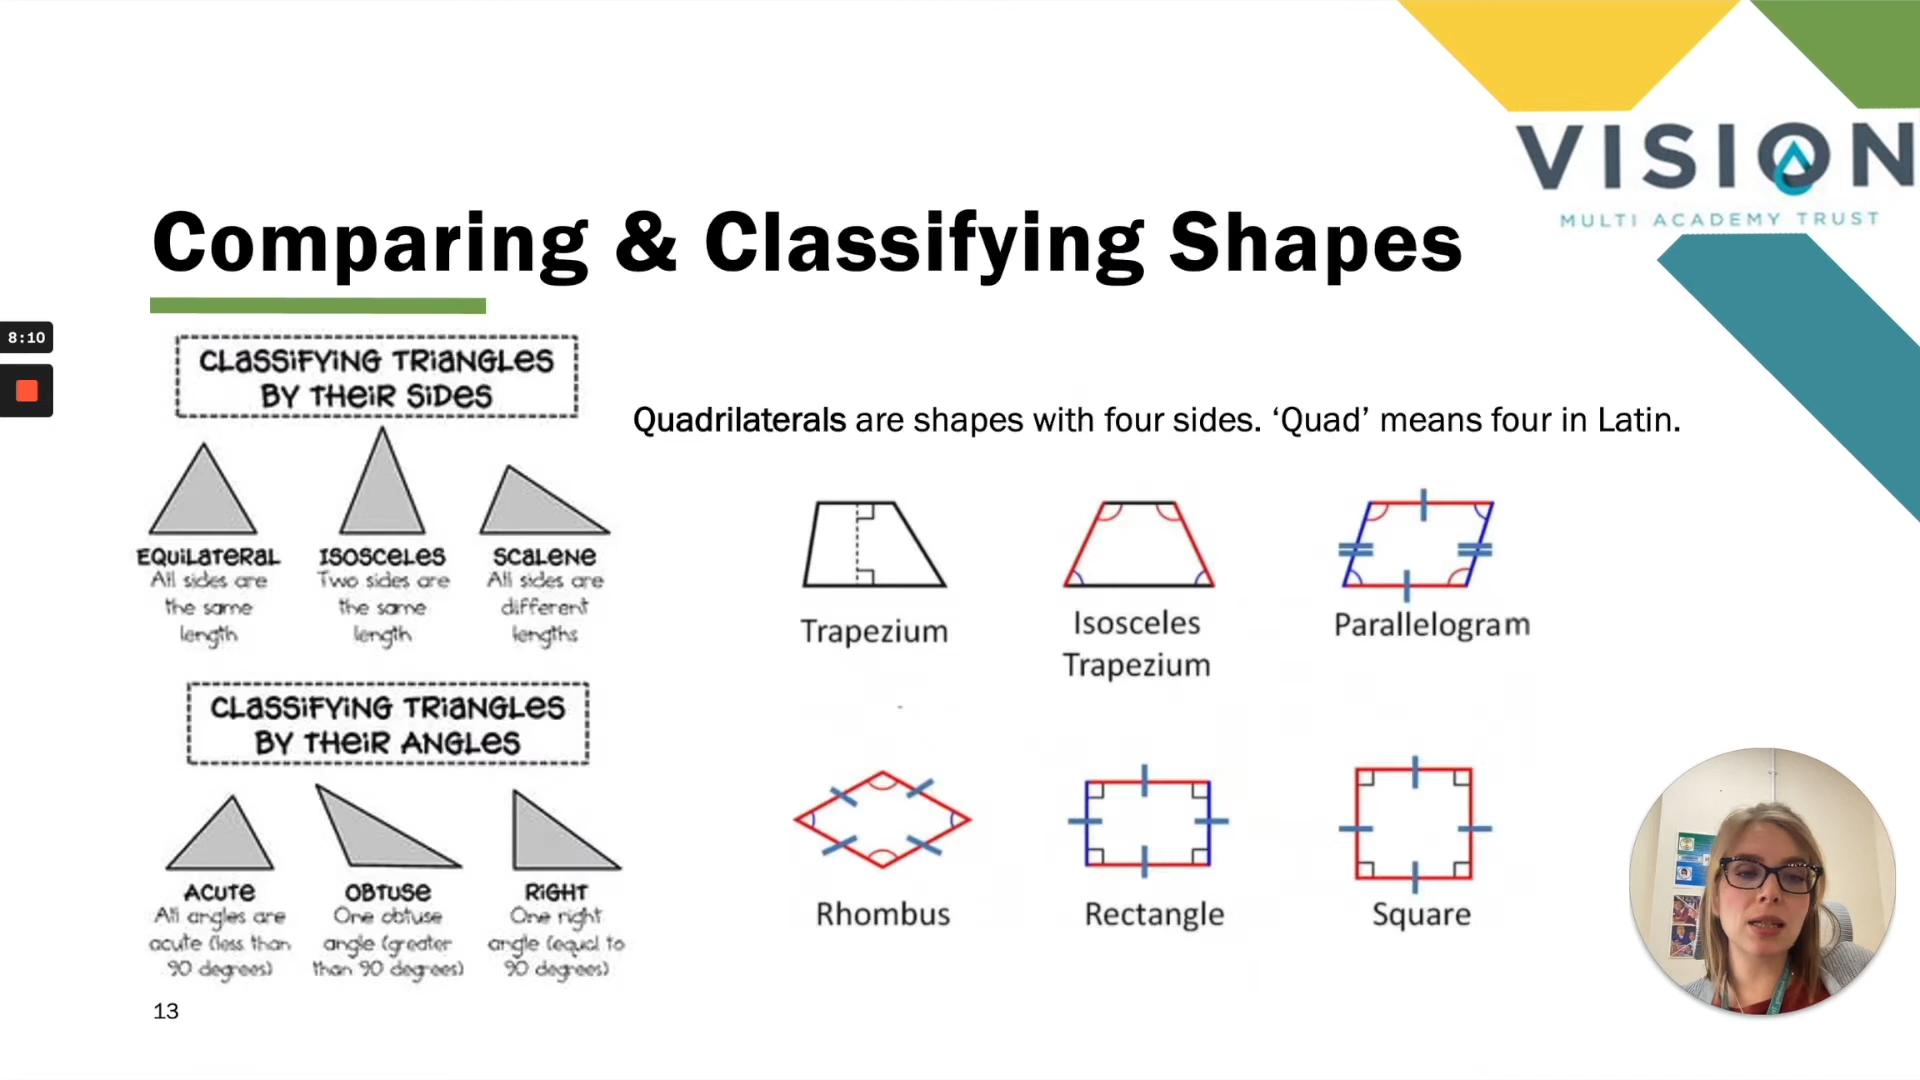 VISION
MULTI ACADEMY TRUST
Comparing & Classifying Shapes
8:10
CLASSIFYING TRIANGLES
BY THEIR SIDES
EQUILATERAL
All sides are
the same
length
ISOSCELES
Two sides are
the same
length
SCALENE
All sides are
different
lengths
CLASSIFYING TRIANGLES
BY THEIR ANGLES
ACUTE
All angles are
acute (less than
90 degrees)
OBTUSE
One obtuse
angle (greater
than 90 degrees)
RIGHT
One right
angle (equal to
90 degrees)
Quadrilaterals are shapes with four sides. ‘Quad’ means four in Latin.
Trapezium
Isosceles
Trapezium
Parallelogram
Rhombus
Rectangle
Square
13